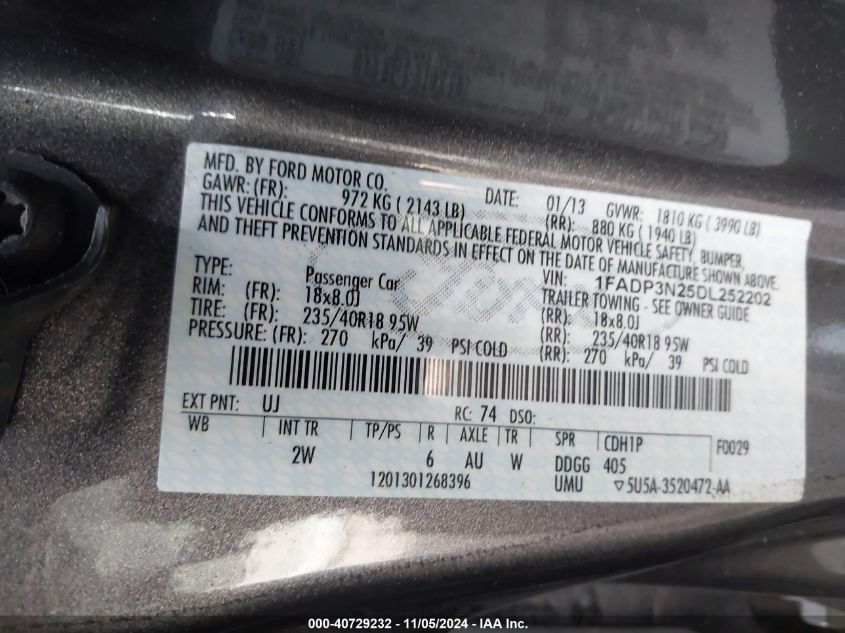 MFD. BY FORD MOTOR CO.
DATE: 01/13 GVWR: 1810 KG ( 3990 LB)
GAWR: (FR): 972 KG ( 2143 LB) (RR): 880 KG ( 1940 LB)
THIS VEHICLE CONFORMS TO ALL APPLICABLE FEDERAL MOTOR VEHICLE SAFETY, BUMPER,
AND THEFT PREVENTION STANDARDS IN EFFECT ON THE DATE OF MANUFACTURE SHOWN ABOVE.
VIN: 1FADP3N25DL252202
TYPE: Passenger Car TRAILER TOWING - SEE OWNER GUIDE
RIM: (FR): 18x8.0J (RR): 18x8.0J
TIRE: (FR): 235/40R18 95W (RR): 235/40R18 95W
PRESSURE: (FR): 270 kPa/ 39 PSI COLD (RR): 270 kPa/ 39 PSI COLD
EXT PNT: UJ RC: 74 DSO:
WB INT TR TP/PS R AXLE TR SPR CDH1P F0029
2W 6 AU W DDGG 405
1201301268396 UMU ▽5U5A-3520472-AA
000-40729232 - 11/05/2024 - IAAI.com